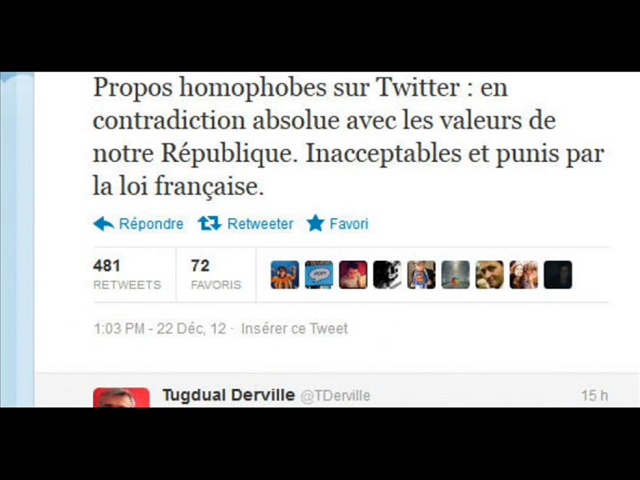 Propos homophobes sur Twitter : en
contradiction absolue avec les valeurs de
notre République. Inacceptables et punis par
la loi française.
Répondre Retweeter Favori
481 72
RETWEETS FAVORIS
1:03 PM - 22 Déc, 12 · Insérer ce Tweet
Tugdual Derville @TDerville 15 h